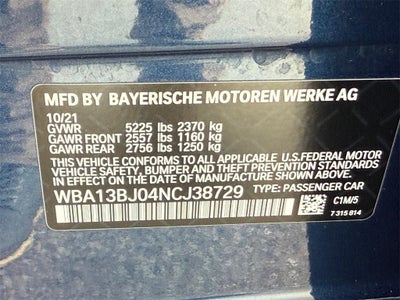 MFD BY BAYERISCHE MOTOREN WERKE AG
10/21
GVWR 5225 lbs 2370 kg
GAWR FRONT 2557 lbs 1160 kg
GAWR REAR 2756 lbs 1250 kg
THIS VEHICLE CONFORMS TO ALL APPLICABLE U.S.FEDERAL MOTOR
VEHICLE SAFETY, BUMPER, AND THEFT PREVENTION STANDARDS
IN EFFECT ON THE DATE OF MANUFACTURE SHOWN ABOVE.
WBA13BJ04NCJ38729 TYPE: PASSENGER CAR
C1M/5
7 315 814